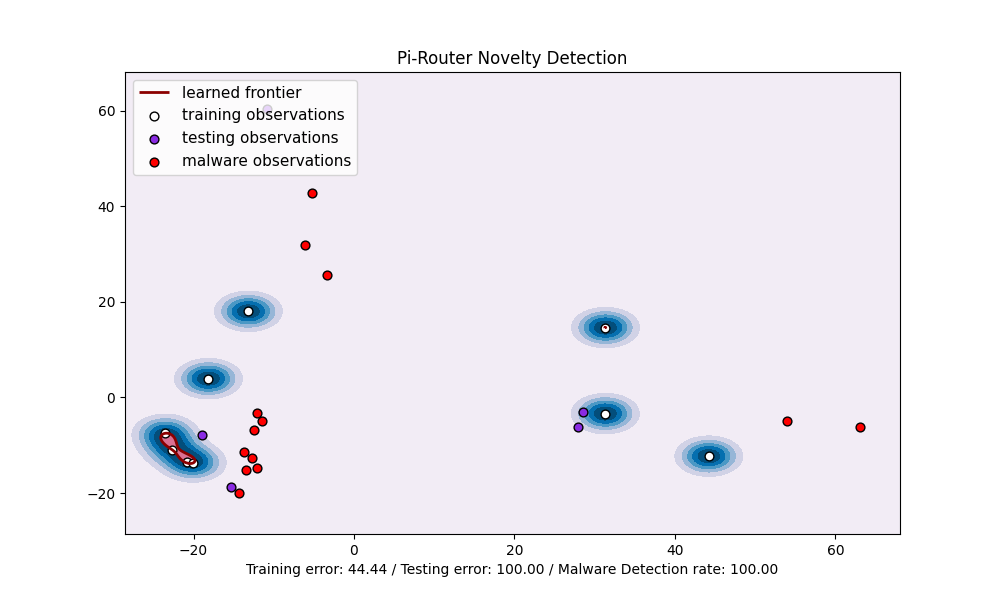 Pi-Router Novelty Detection
learned frontier
training observations
testing observations
malware observations
60
40
20
0
−20
−20
0
20
40
60
Training error: 44.44 / Testing error: 100.00 / Malware Detection rate: 100.00